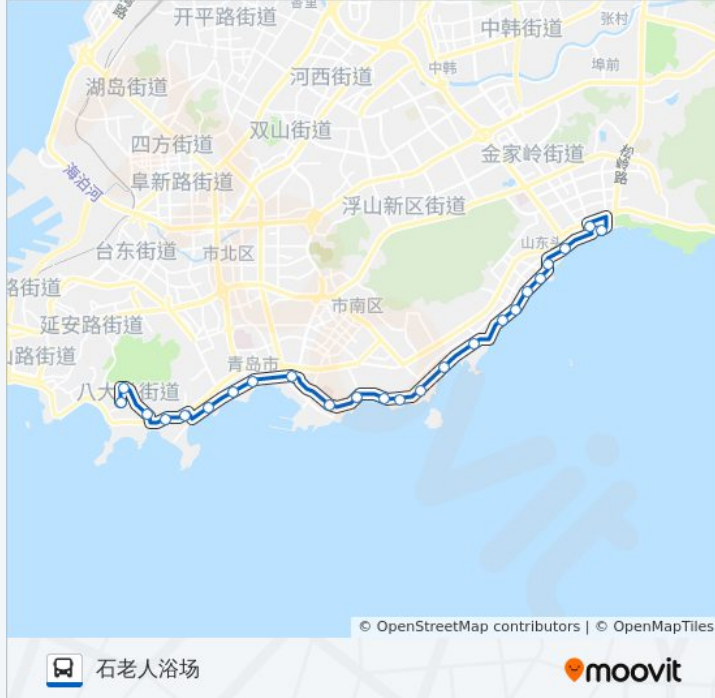 开平路街道
中韩街道
张村
湖岛街道
河西街道
中韩
埠前
双山街道
四方街道
金家岭街道
松岭路
海泊河
阜新路街道
浮山新区街道
台东街道
市北区
山东头
路街道
市南区
延安路街道
山路街道
青岛市
八大
街道
© OpenStreetMap contributors | © OpenMapTiles
石老人浴场
moovit